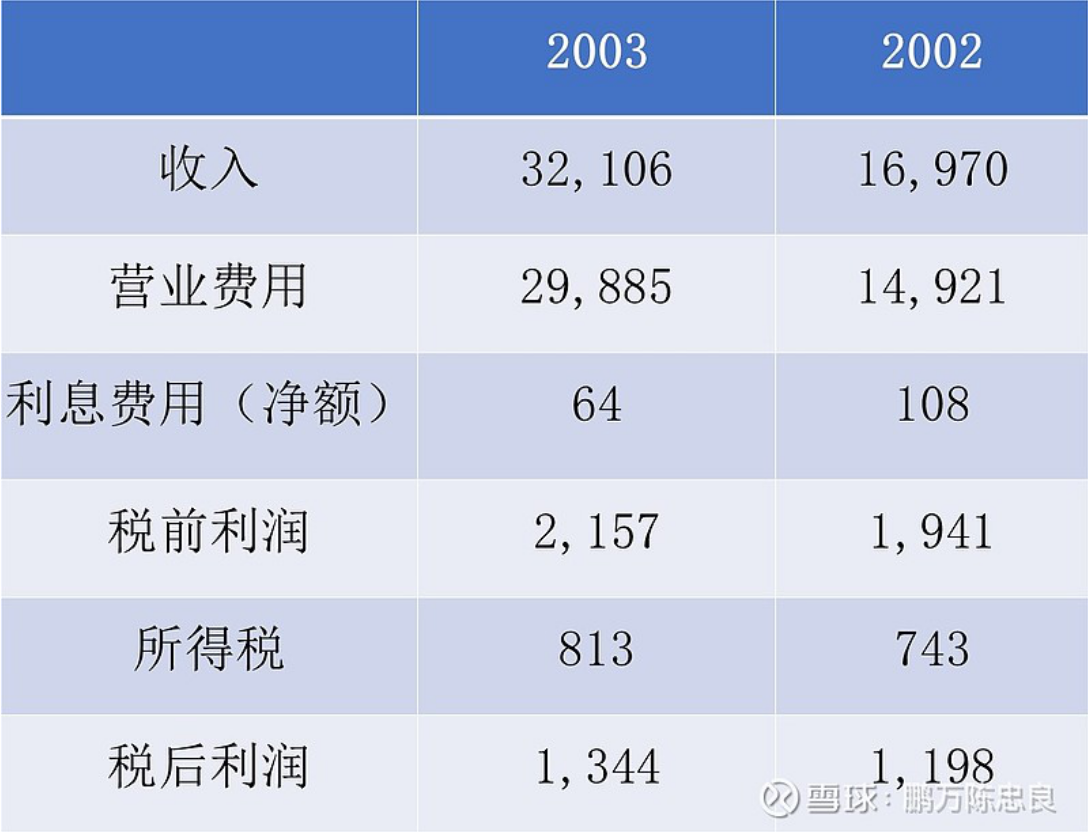 2003 2002
收入 32,106 16,970
营业费用 29,885 14,921
利息费用（净额） 64 108
税前利润 2,157 1,941
所得税 813 743
税后利润 1,344 1,198
雪球：鹏万陈忠良